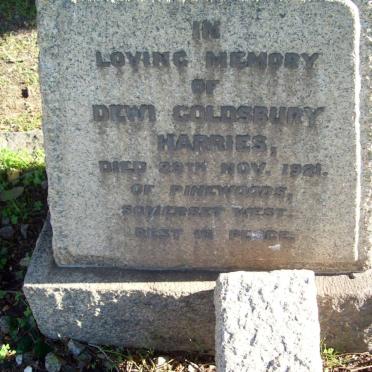 IN
LOVING MEMORY
OF
DEWI GOLDSBURY
HARRIES,
DIED 29TH NOV. 1921.
OF PINEWOODS,
SOMERSET WEST.
REST IN PEACE.